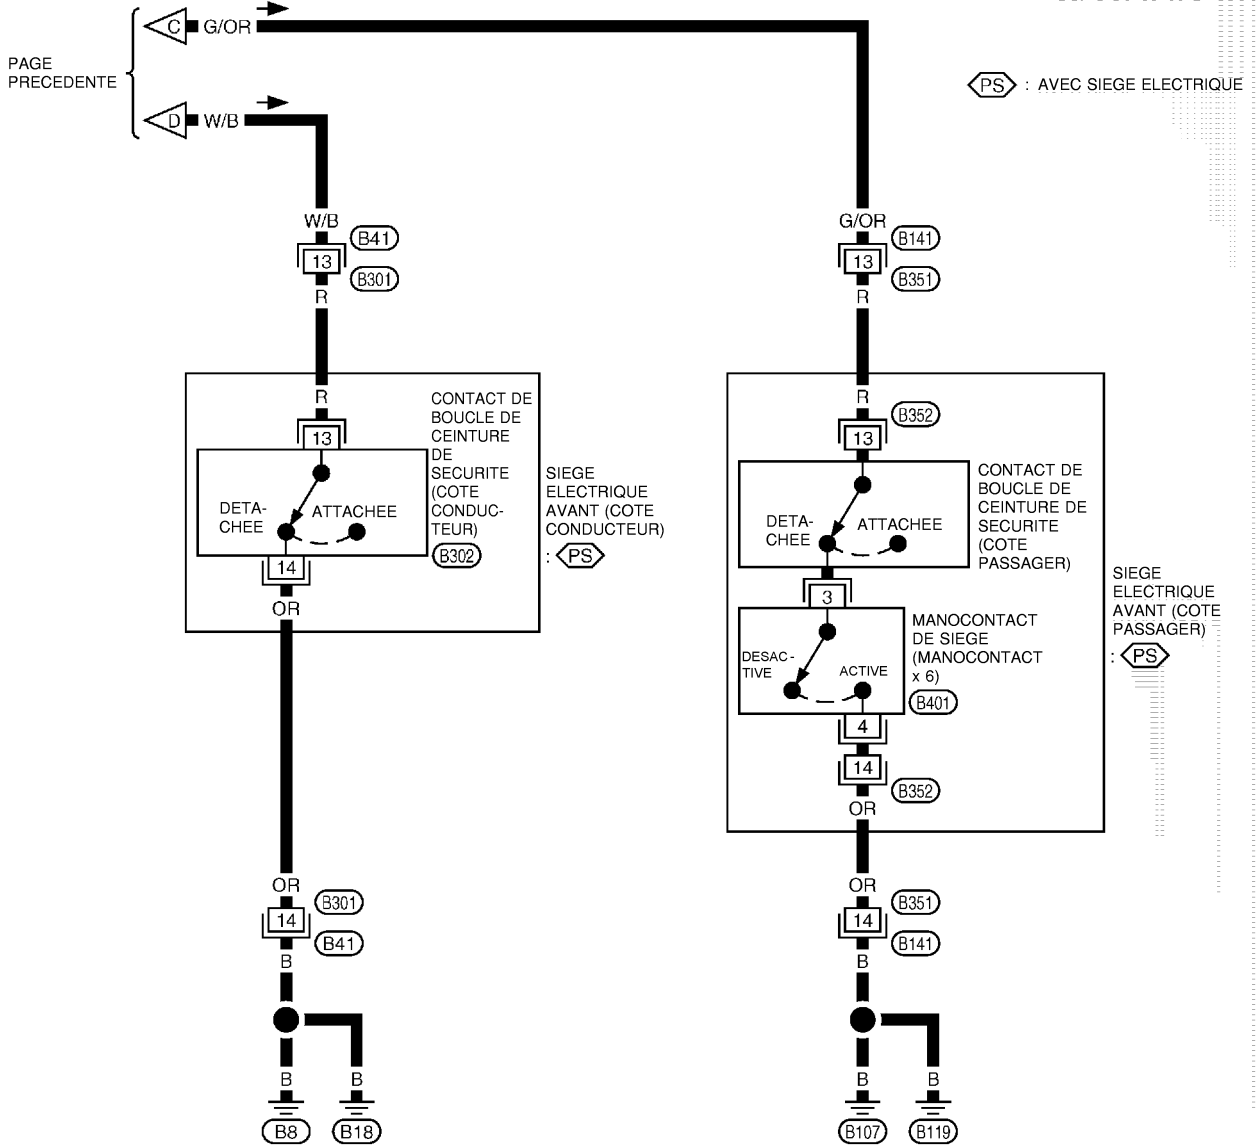 C G/OR
PAGE
PRECEDENTE
PS : AVEC SIEGE ELECTRIQUE
D W/B
W/B
B41
13
B301
R
G/OR
B141
13
B351
R
R
13
CONTACT DE
BOUCLE DE
CEINTURE
DE
SECURITE
(COTE
CONDUC-
TEUR)
B302
DETA-
CHEE
ATTACHEE
14
OR
SIEGE
ELECTRIQUE
AVANT (COTE
CONDUCTEUR)
: PS
R
B352
13
CONTACT DE
BOUCLE DE
CEINTURE DE
SECURITE
(COTE
PASSAGER)
DETA-
CHEE
ATTACHEE
3
MANOCONTACT
DE SIEGE
(MANOCONTACT
x 6)
B401
DESAC-
TIVE
ACTIVE
4
14
B352
OR
SIEGE
ELECTRIQUE
AVANT (COTE
PASSAGER)
: PS
OR
B301
14
B41
B
B
B
B8
B18
OR
B351
14
B141
B
B
B
B107
B119